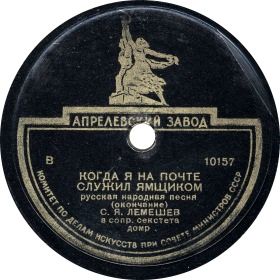 АПРЕЛЕВСКИЙ ЗАВОД
В 10157
КОГДА Я НА ПОЧТЕ
СЛУЖИЛ ЯМЩИКОМ
русская народная песня
(окончание)
С. Я. ЛЕМЕШЕВ
в сопр. секстета
домр
КОМИТЕТ ПО ДЕЛАМ ИСКУССТВ ПРИ СОВЕТЕ МИНИСТРОВ СССР